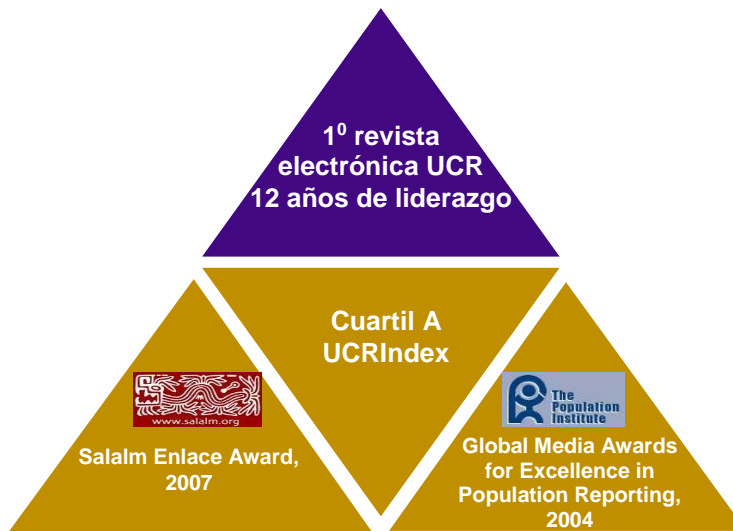 1⁰ revista
electrónica UCR
12 años de liderazgo
Cuartil A
UCRIndex
www.salalm.org
Salalm Enlace Award,
2007
The
Population
Institute
Global Media Awards
for Excellence in
Population Reporting,
2004